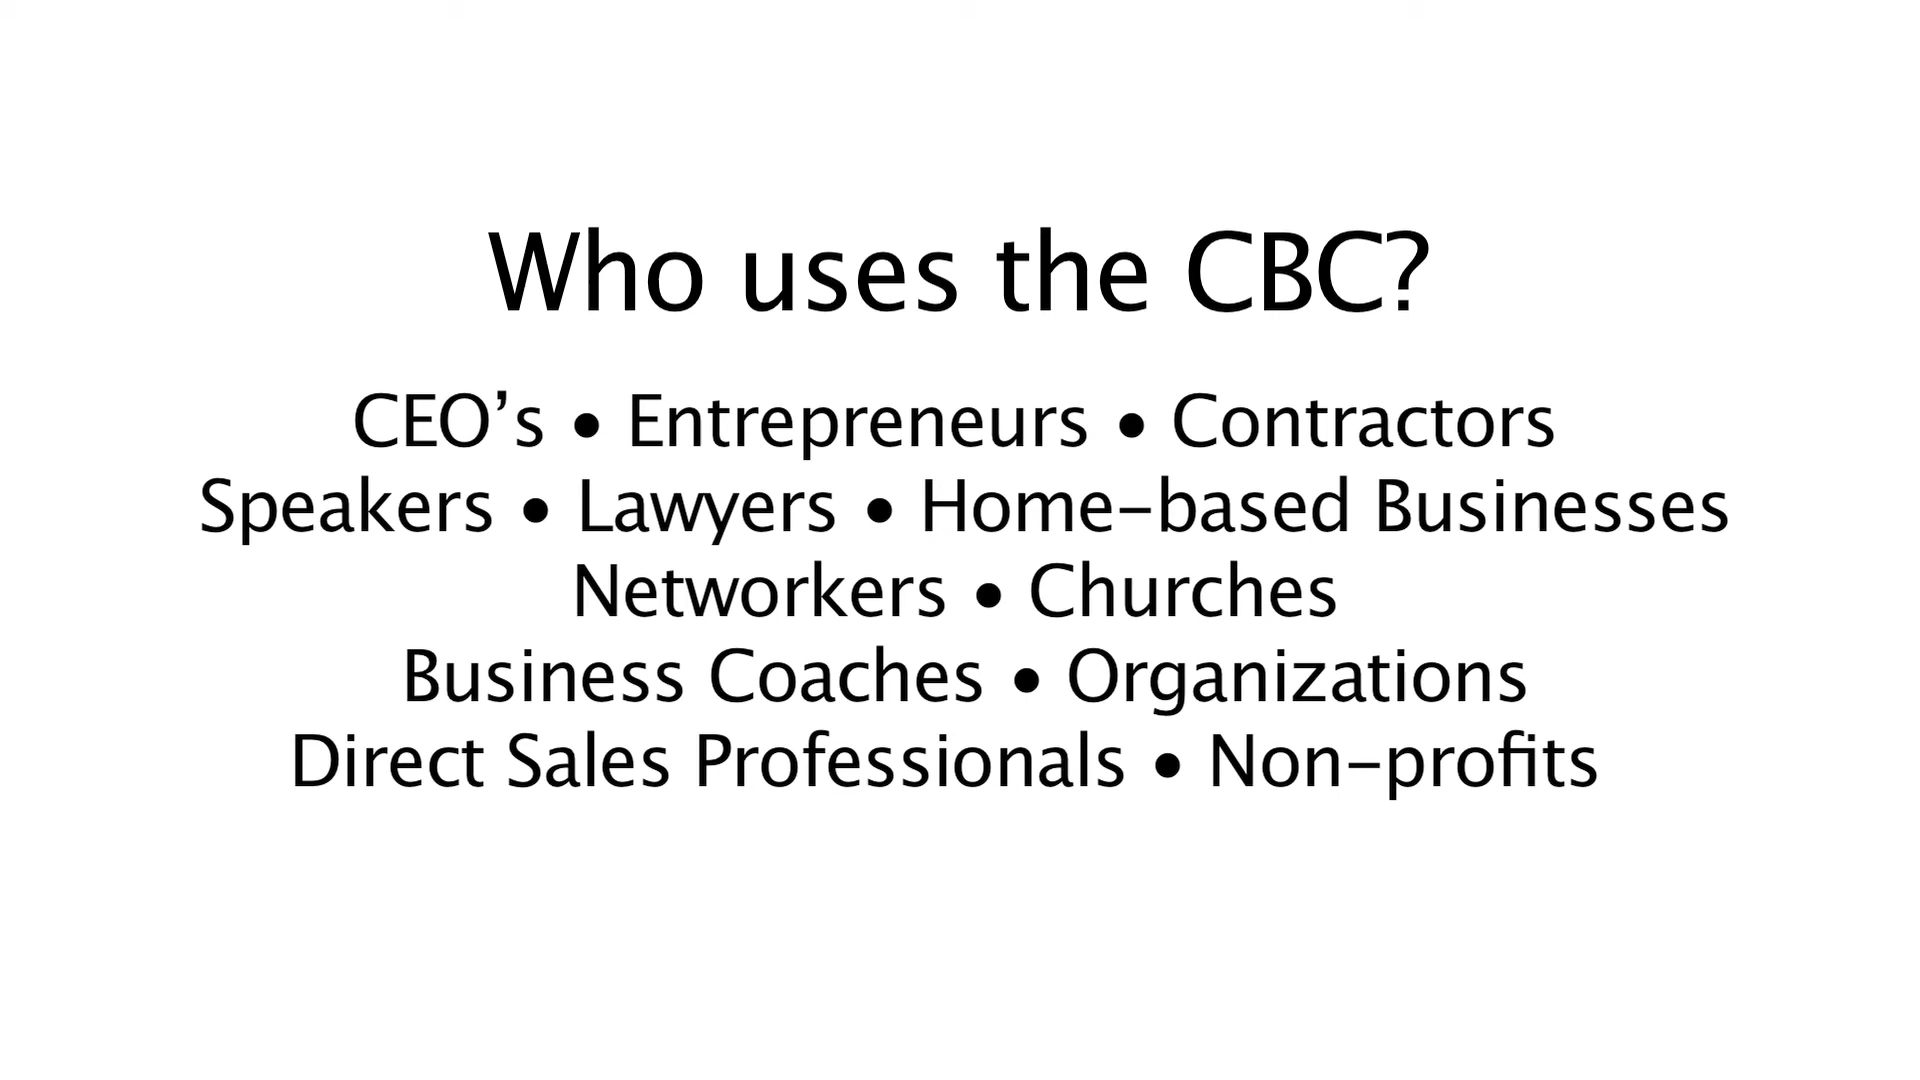 Who uses the CBC?
CEO’s • Entrepreneurs • Contractors
Speakers • Lawyers • Home-based Businesses
Networkers • Churches
Business Coaches • Organizations
Direct Sales Professionals • Non-profits